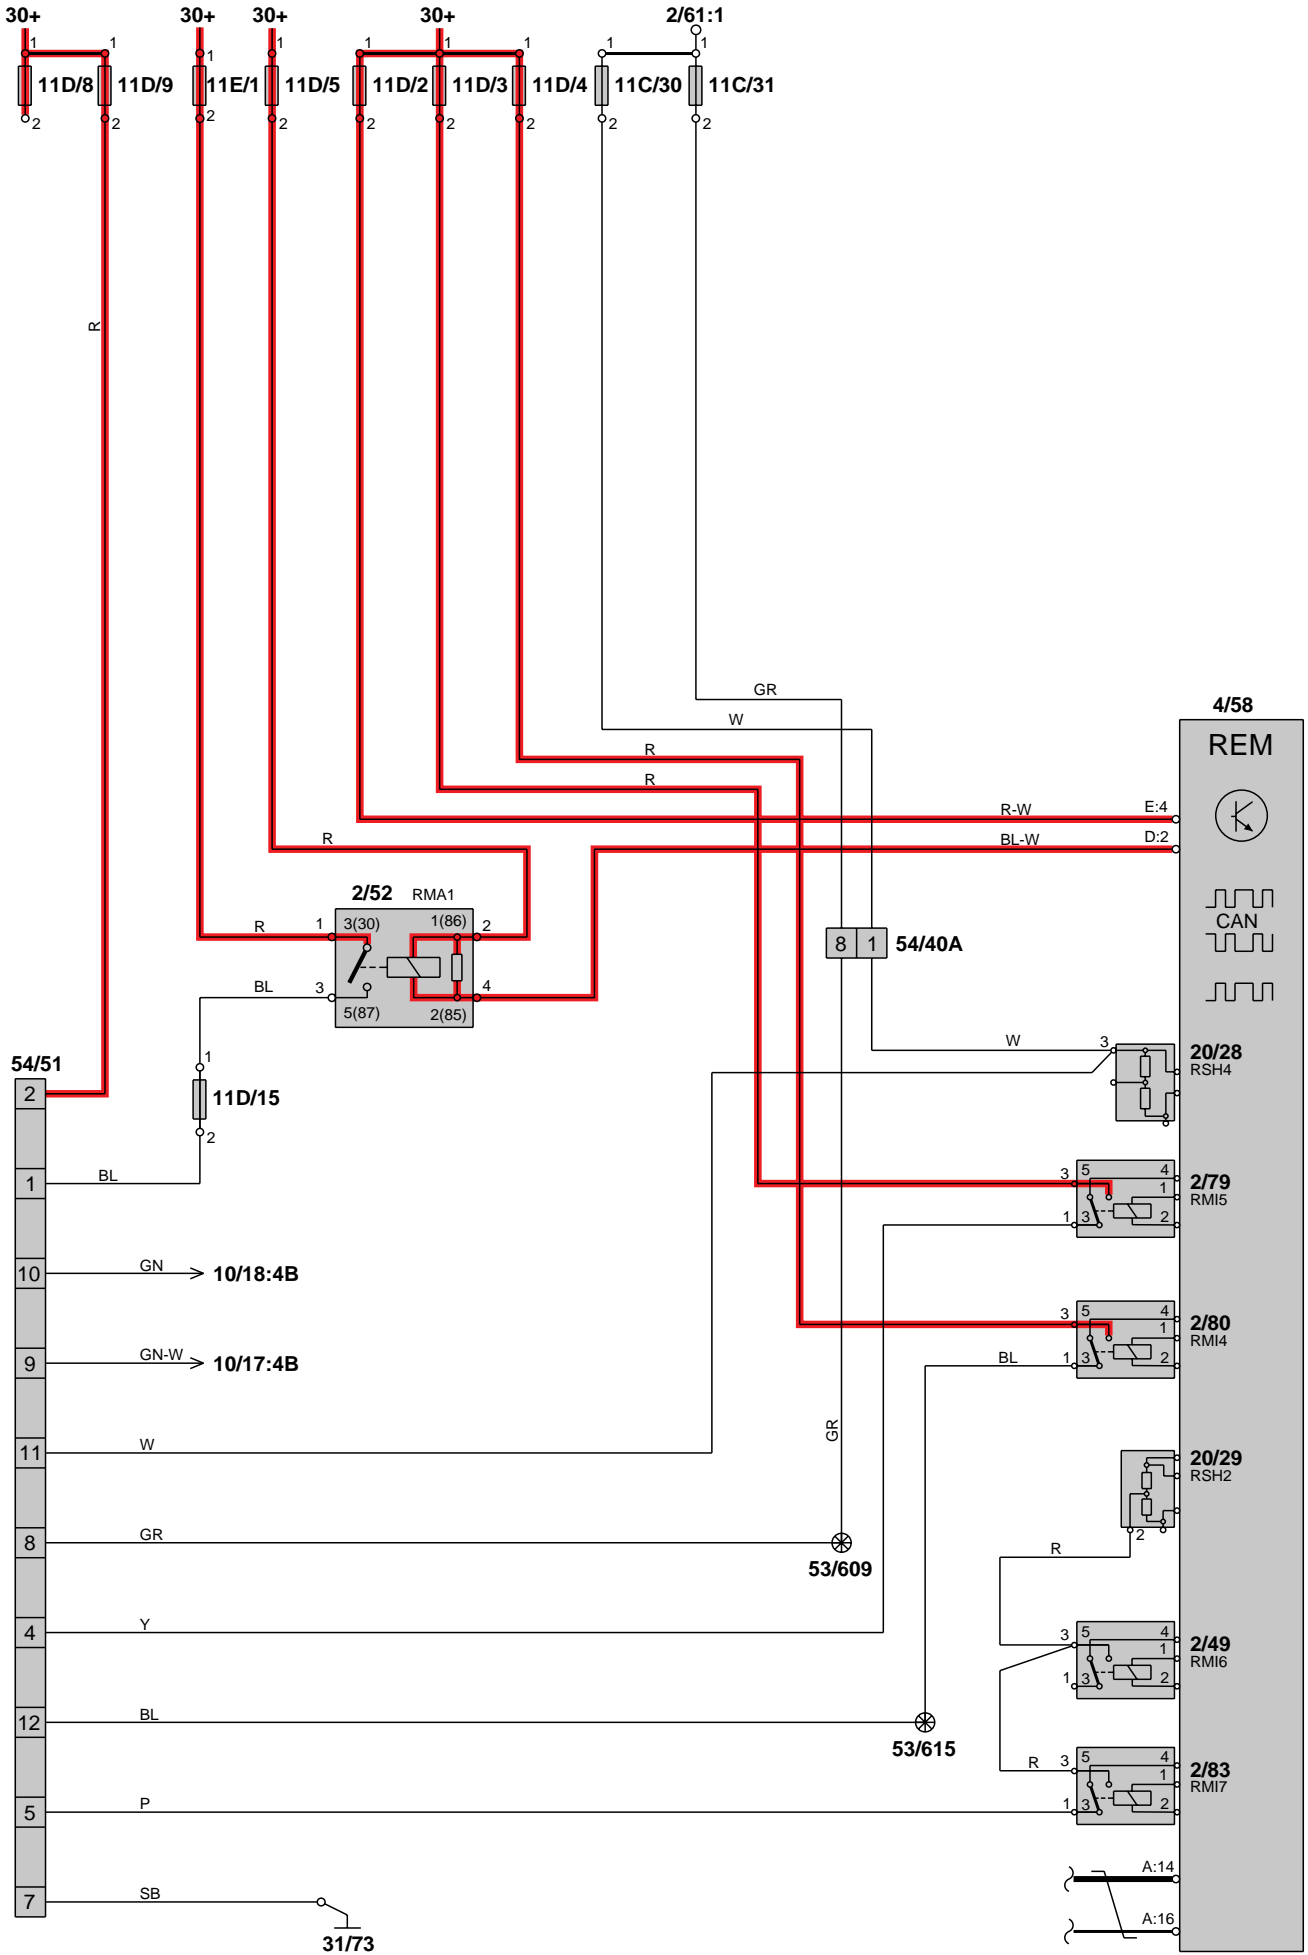 30+ 30+ 30+ 30+ 2/61:1
1 1 1 1 1 1 1 1 1
11D/8 11D/9 11E/1 11D/5 11D/2 11D/3 11D/4 11C/30 11C/31
2 2 2 2 2 2 2 2 2
R
GR
4/58
W
REM
R
R
R-W E:4
R BL-W D:2
2/52 RMA1
R 1 3(30) 1(86) 2
CAN
8 1 54/40A
BL 3 5(87) 2(85) 4
W 3 20/28
RSH4
54/51
1
2
11D/15
2
1 BL
3 5 4 2/79
1 RMI5
1 3 2
10 GN 10/18:4B
3 5 4 2/80
1 RMI4
9 GN-W 10/17:4B
BL 1 3 2
GR
11 W
20/29
RSH2
2
8 GR
53/609
R
4 Y
3 5 4 2/49
1 RMI6
1 3 2
12 BL
53/615
R 3 5 4 2/83
1 RMI7
5 P 1 3 2
A:14
7 SB
A:16
31/73